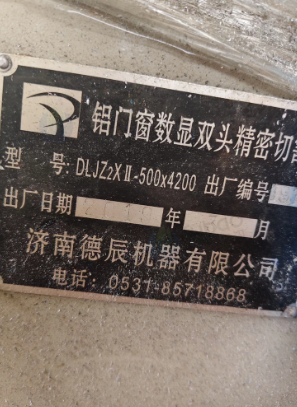 铝门窗数显双头精密切
型 号: DLJZ₂XⅡ-500x4200 出厂编号
出厂日期 年 月
济南德辰机器有限公司
电话: 0531-85718868